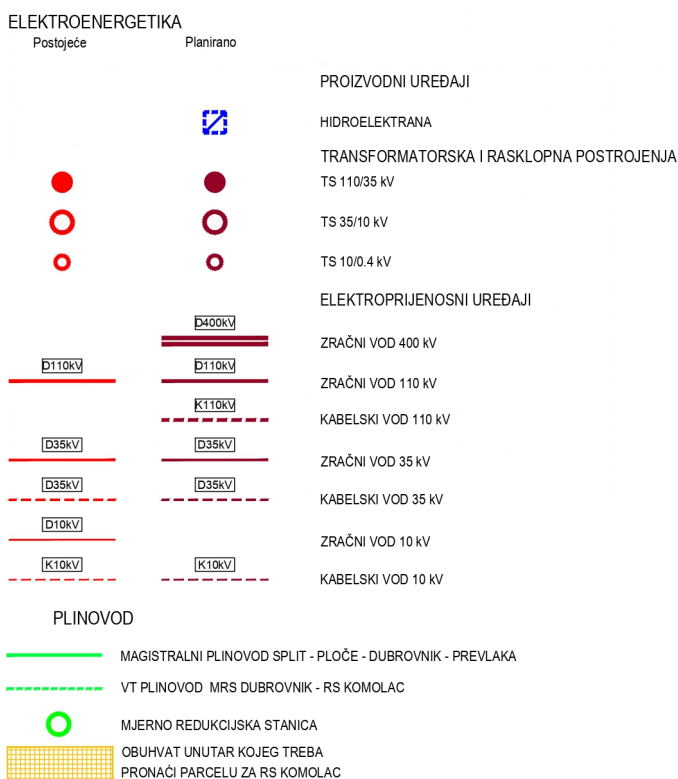 ELEKTROENERGETIKA
Postojeće Planirano
PROIZVODNI UREĐAJI
HIDROELEKTRANA
TRANSFORMATORSKA I RASKLOPNA POSTROJENJA
TS 110/35 kV
TS 35/10 kV
TS 10/0.4 kV
ELEKTROPRIJENOSNI UREĐAJI
D400kV
ZRAČNI VOD 400 kV
D110kV D110kV
ZRAČNI VOD 110 kV
K110kV
KABELSKI VOD 110 kV
D35kV D35kV
ZRAČNI VOD 35 kV
D35kV D35kV
KABELSKI VOD 35 kV
D10kV
ZRAČNI VOD 10 kV
K10kV K10kV
KABELSKI VOD 10 kV
PLINOVOD
MAGISTRALNI PLINOVOD SPLIT - PLOČE - DUBROVNIK - PREVLAKA
VT PLINOVOD MRS DUBROVNIK - RS KOMOLAC
MJERNO REDUKCIJSKA STANICA
OBUHVAT UNUTAR KOJEG TREBA
PRONAĆI PARCELU ZA RS KOMOLAC